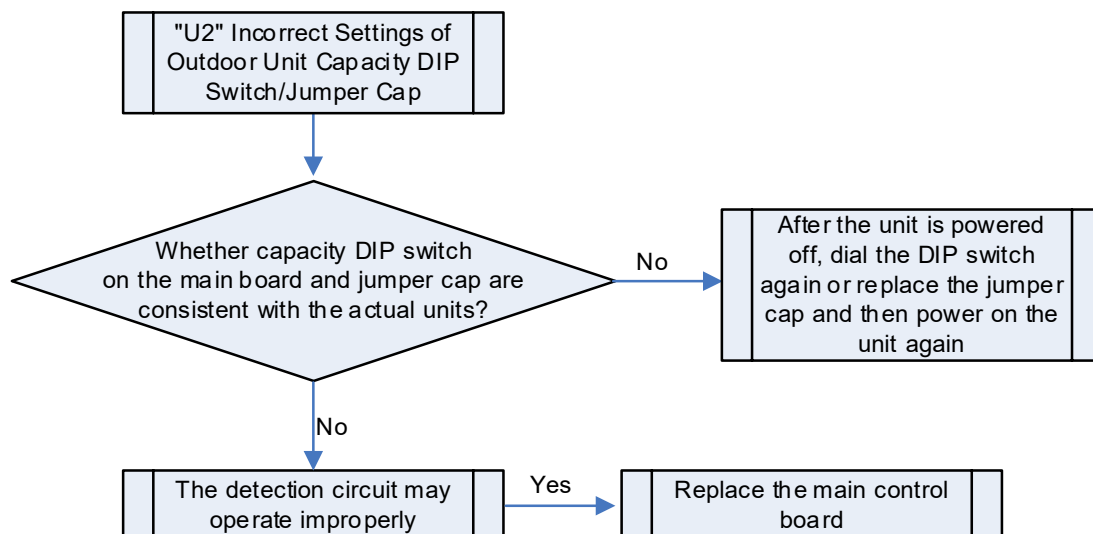 "U2" Incorrect Settings of
Outdoor Unit Capacity DIP
Switch/Jumper Cap
Whether capacity DIP switch
on the main board and jumper cap are
consistent with the actual units?
No
After the unit is powered
off, dial the DIP switch
again or replace the jumper
cap and then power on the
unit again
No
The detection circuit may
operate improperly
Yes
Replace the main control
board